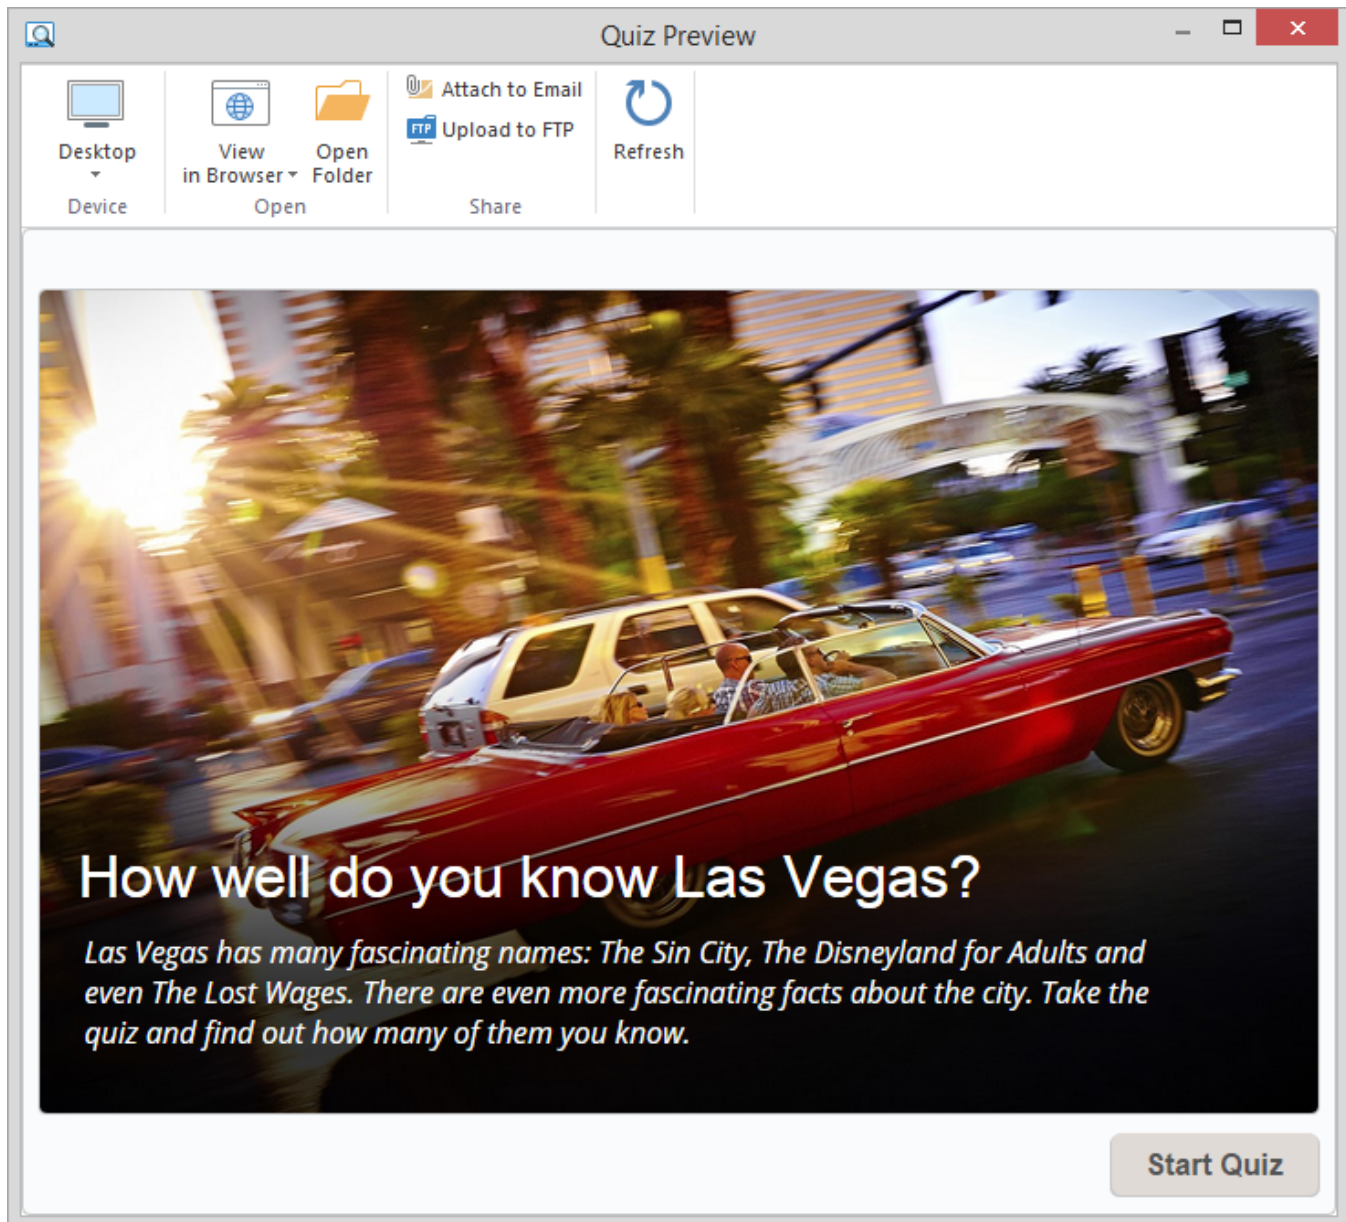 Quiz Preview
Attach to Email
FTP
Upload to FTP
Desktop
View
in Browser
Open
Folder
Refresh
Device
Open
Share
How well do you know Las Vegas?
Las Vegas has many fascinating names: The Sin City, The Disneyland for Adults and
even The Lost Wages. There are even more fascinating facts about the city. Take the
quiz and find out how many of them you know.
Start Quiz